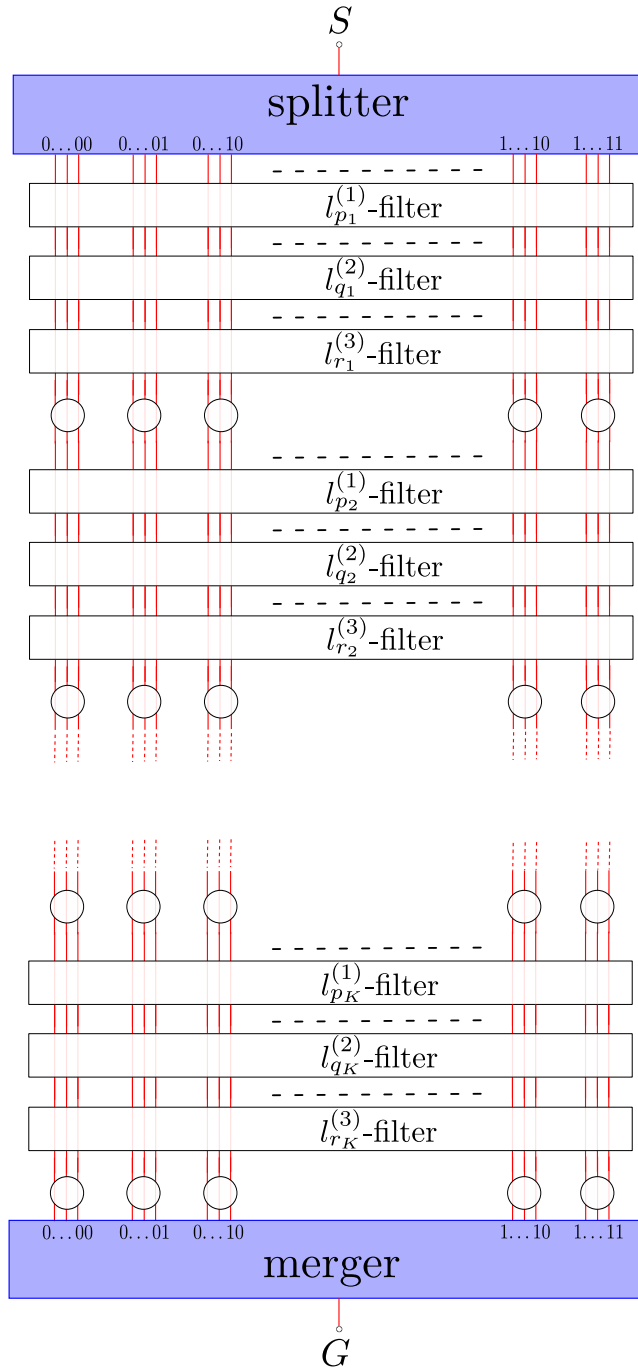 S
splitter
0...00 0...01 0...10 1...10 1...11
l_{p_1}^{(1)}-filter
l_{q_1}^{(2)}-filter
l_{r_1}^{(3)}-filter
l_{p_2}^{(1)}-filter
l_{q_2}^{(2)}-filter
l_{r_2}^{(3)}-filter
l_{p_K}^{(1)}-filter
l_{q_K}^{(2)}-filter
l_{r_K}^{(3)}-filter
0...00 0...01 0...10 1...10 1...11
merger
G